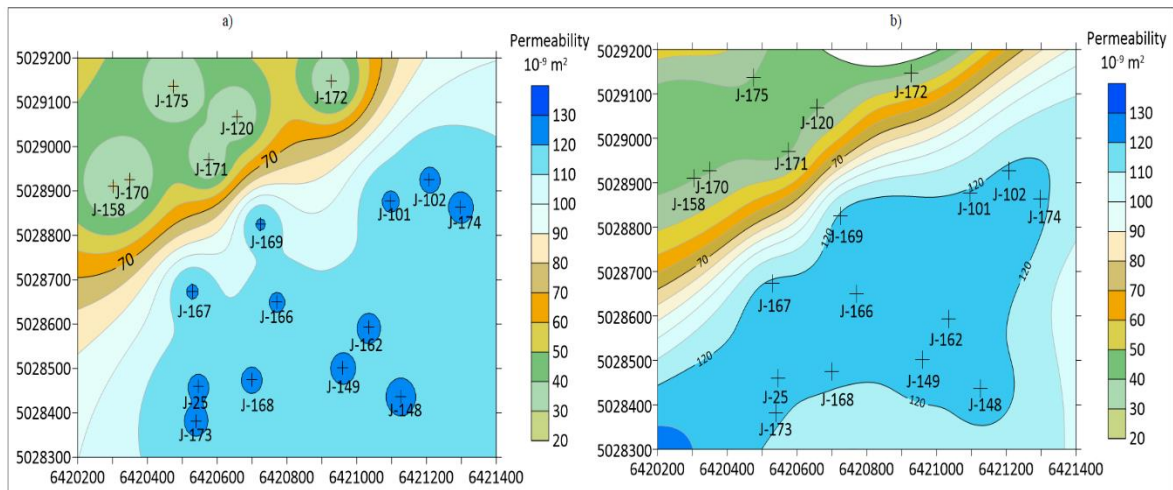 a)
b)
Permeability
10⁻⁹ m²
5029200
5029100
5029000
5028900
5028800
5028700
5028600
5028500
5028400
5028300
6420200 6420400 6420600 6420800 6421000 6421200 6421400
J-175
J-172
J-120
J-171
J-170
J-158
70
70
J-102
J-101
J-174
J-169
J-167
J-166
J-162
J-149
J-168
J-25
J-148
J-173
130
120
110
100
90
80
70
60
50
40
30
20
Permeability
10⁻⁹ m²
5029200
5029100
5029000
5028900
5028800
5028700
5028600
5028500
5028400
5028300
6420200 6420400 6420600 6420800 6421000 6421200 6421400
J-172
J-175
J-120
J-171
J-170
J-158
70
70
120
J-102
J-101
J-174
J-169
120
J-167
J-166
120
J-162
J-149
120
J-168
J-25
J-148
120
J-173
130
120
110
100
90
80
70
60
50
40
30
20